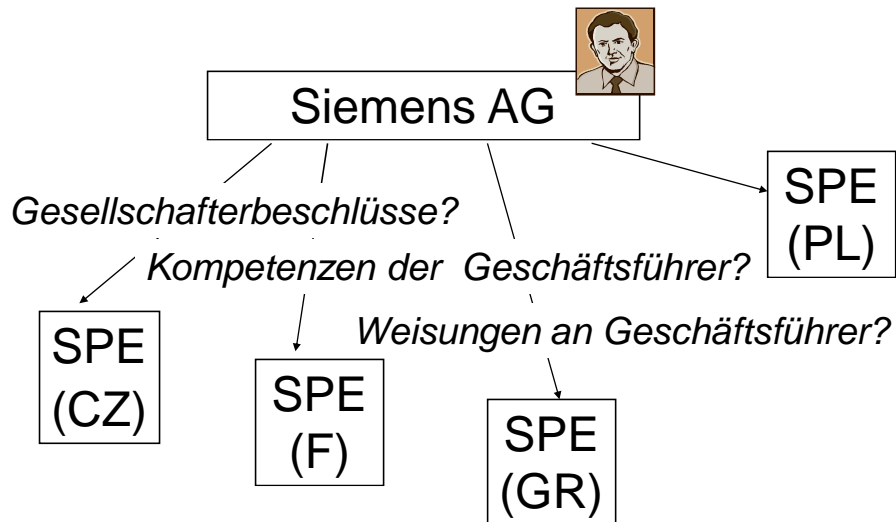 Siemens AG
SPE
(PL)
Gesellschafterbeschlüsse?
Kompetenzen der Geschäftsführer?
Weisungen an Geschäftsführer?
SPE
(CZ)
SPE
(F)
SPE
(GR)